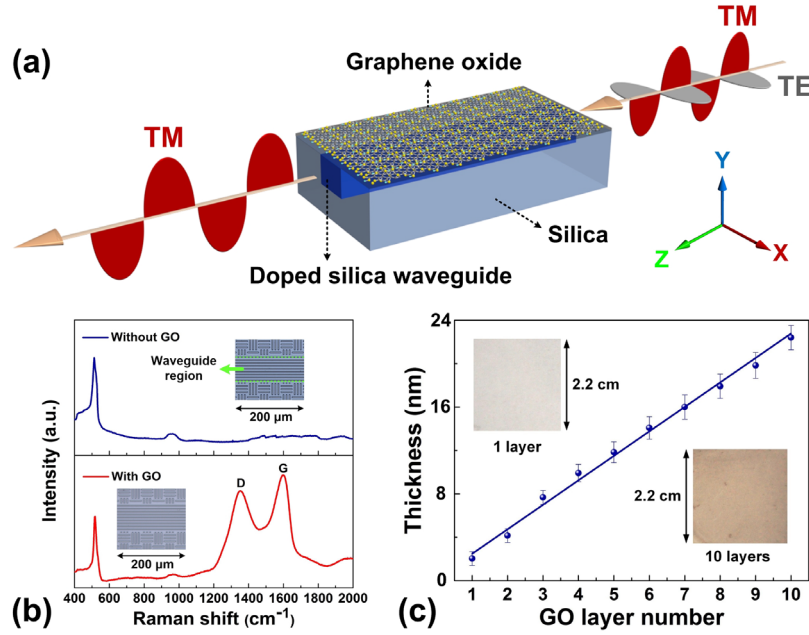 (a)
Graphene oxide
TM
TE
TM
Y
X
Z
Silica
Doped silica waveguide
Without GO
Waveguide
region
200 µm
With GO
D
G
200 µm
Intensity (a.u.)
400 600 800 1000 1200 1400 1600 1800 2000
Raman shift (cm⁻¹)
(b)
24
16
8
0
Thickness (nm)
2.2 cm
1 layer
2.2 cm
10 layers
1 2 3 4 5 6 7 8 9 10
GO layer number
(c)